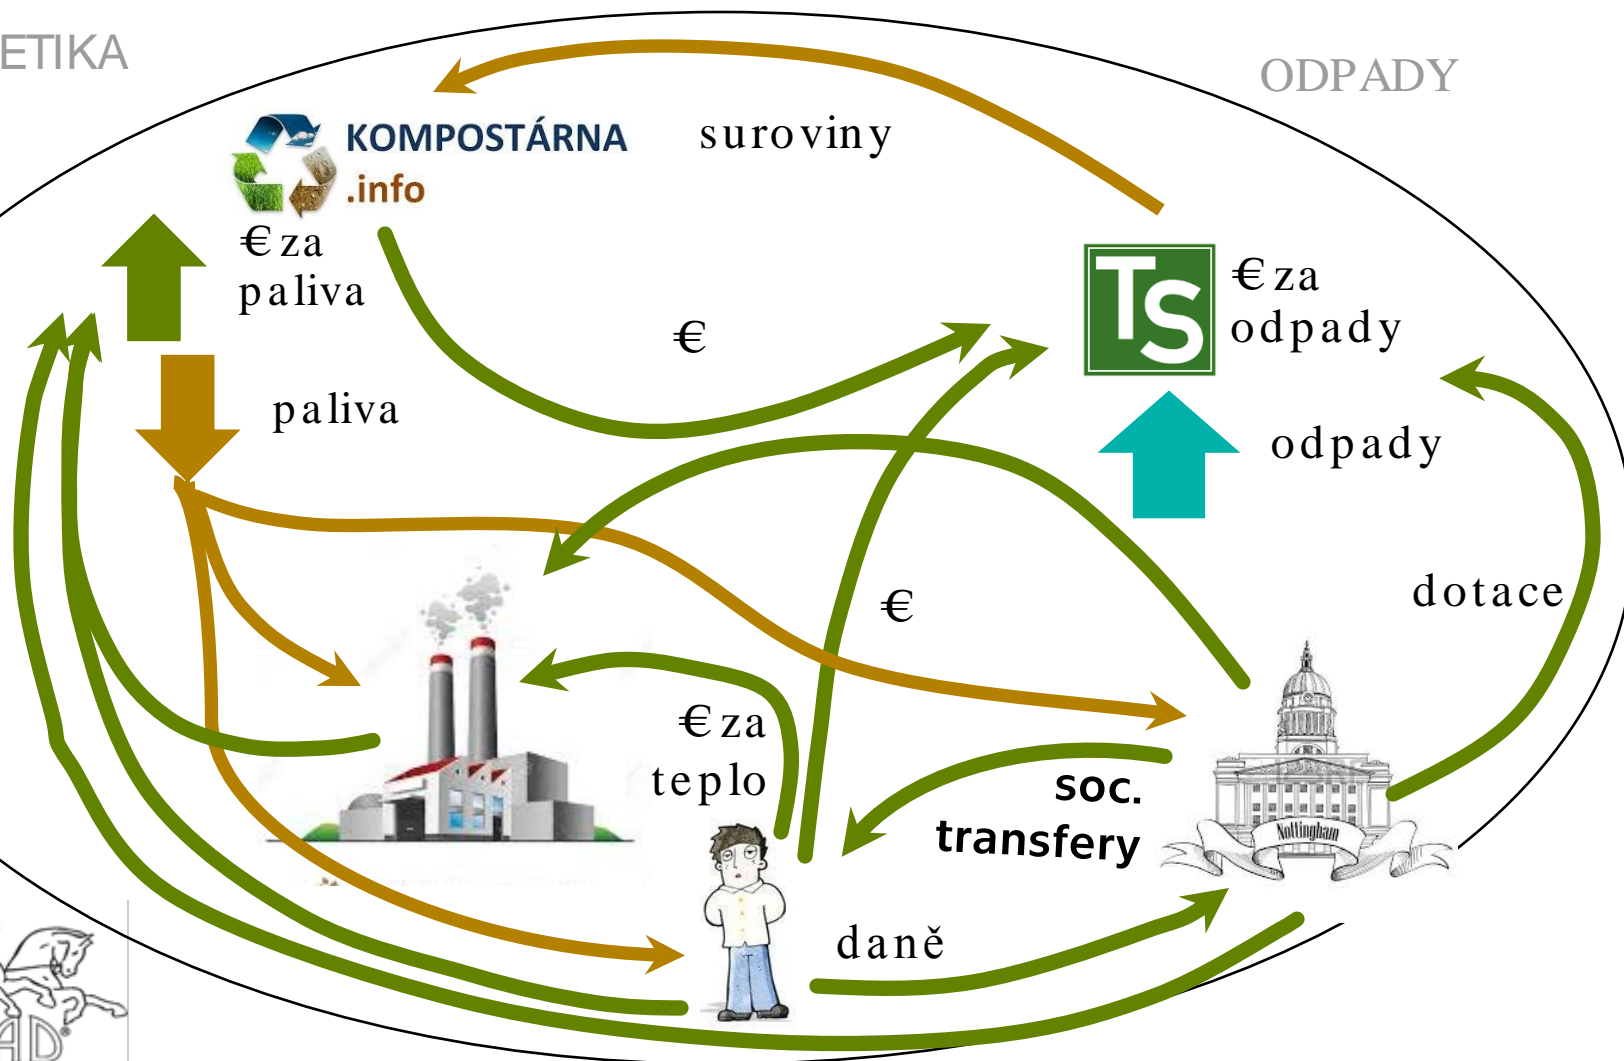 ETIKA
ODPADY
KOMPOSTÁRNA
.info
suroviny
€ za
paliva
€ za
odpady
€
paliva
odpady
€
dotace
€ za
teplo
soc.
transfery
Nottingham
daně